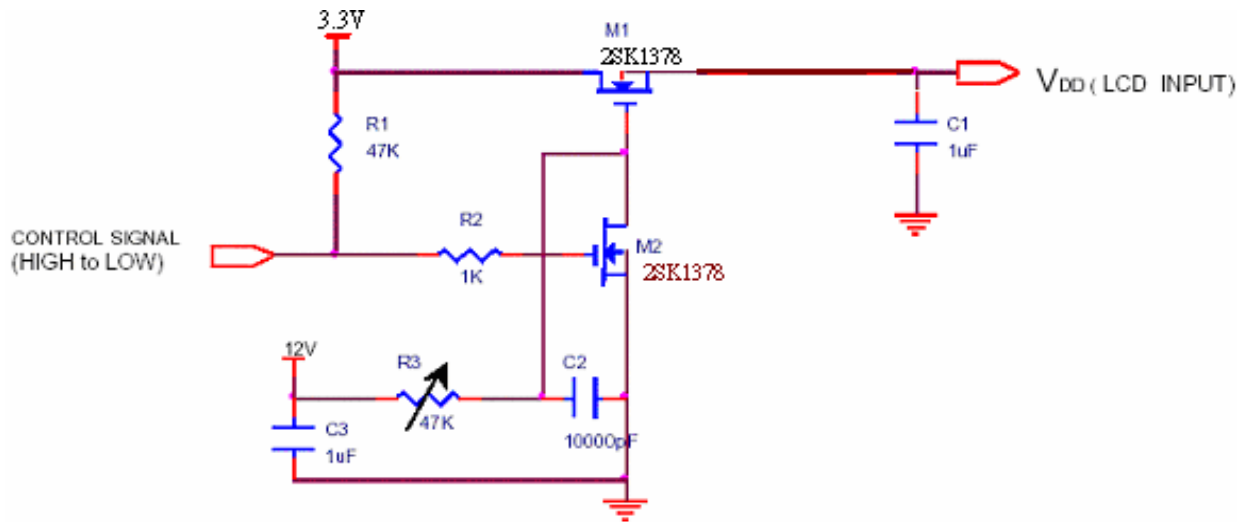 3.3V
M1
2SK1378
VDD ( LCD INPUT)
R1
47K
C1
1uF
CONTROL SIGNAL
(HIGH to LOW)
R2
1K
M2
2SK1378
12V
R3
47K
C2
10000pF
C3
1uF